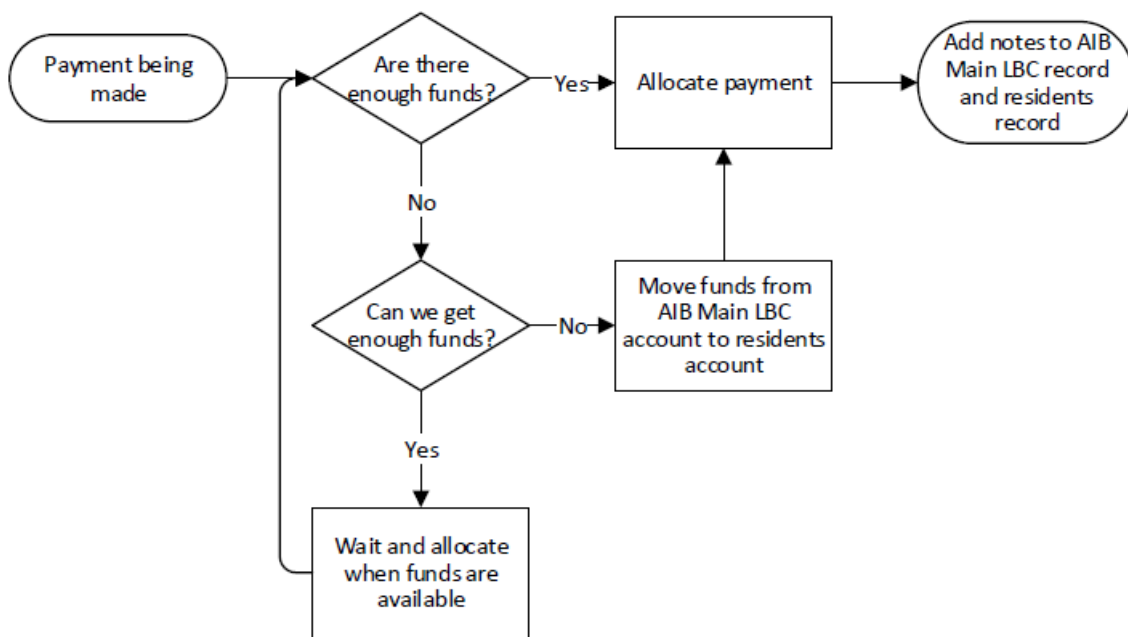 Payment being
made
Are there
enough funds?
Yes
Allocate payment
Add notes to AIB
Main LBC record
and residents
record
No
Can we get
enough funds?
No
Move funds from
AIB Main LBC
account to residents
account
Yes
Wait and allocate
when funds are
available